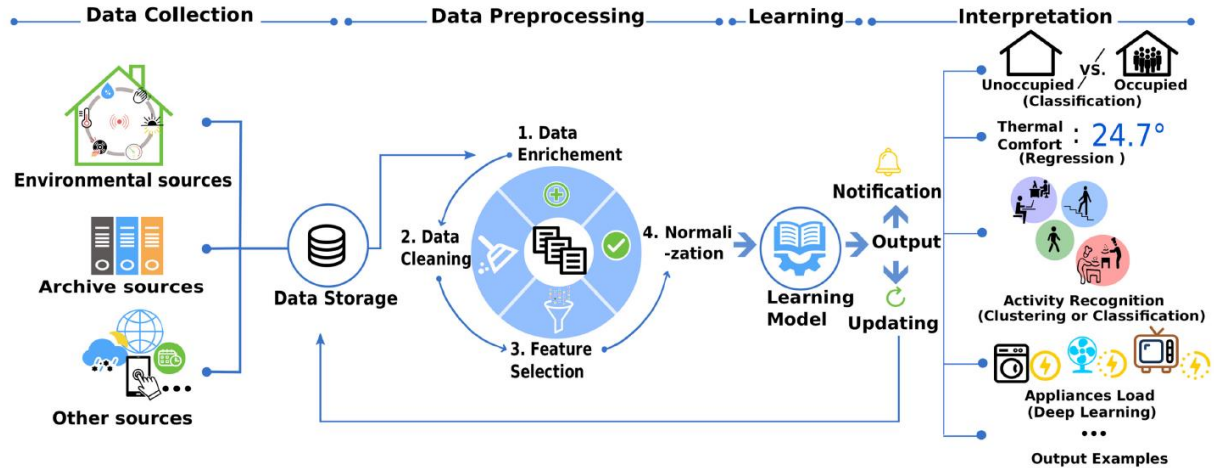 Data Collection
Data Preprocessing
Learning
Interpretation
Environmental sources
Archive sources
Other sources
Data Storage
1. Data
Enrichement
2. Data
Cleaning
3. Feature
Selection
4. Normali
-zation
Learning
Model
Notification
Output
Updating
Unoccupied
vs.
Occupied
(Classification)
Thermal
Comfort
: 24.7°
(Regression )
Activity Recognition
(Clustering or Classification)
Appliances Load
(Deep Learning)
...
Output Examples